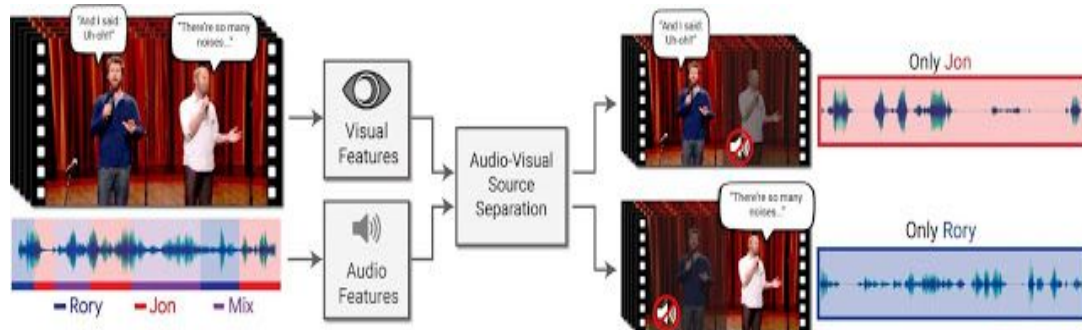 "And I said:
Uh-oh!"
"There're so many
noises..."
Visual
Features
Audio
Features
Audio-Visual
Source
Separation
"And I said:
Uh-oh!"
Only Jon
"There're so many
noises..."
Only Rory
Rory
Jon
Mix